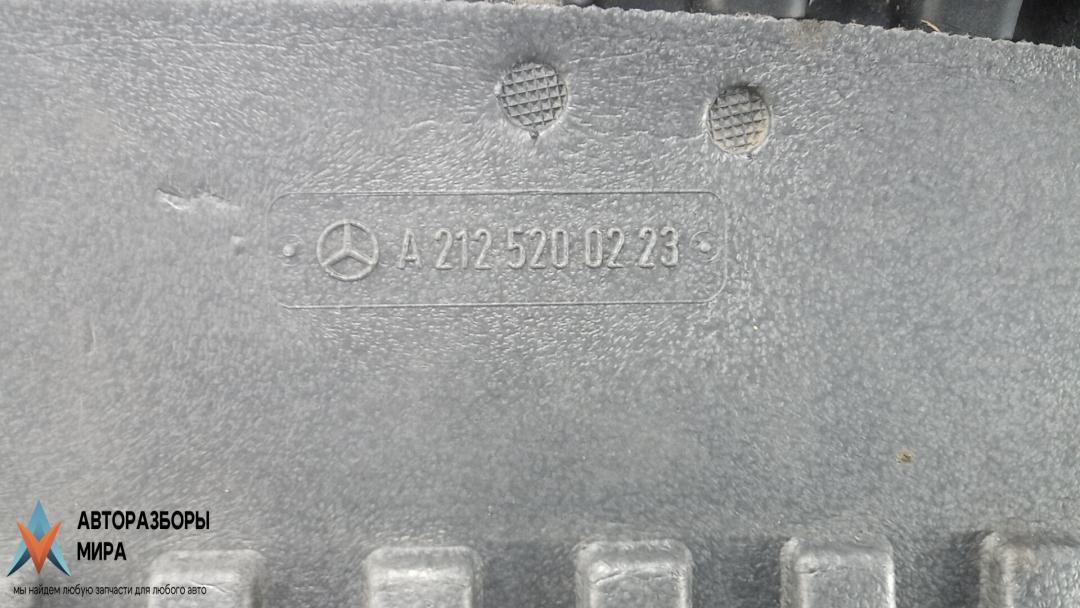 A 212 520 02 23
АВТОРАЗБОРЫ
МИРА
мы найдем любую запчасти для любого авто